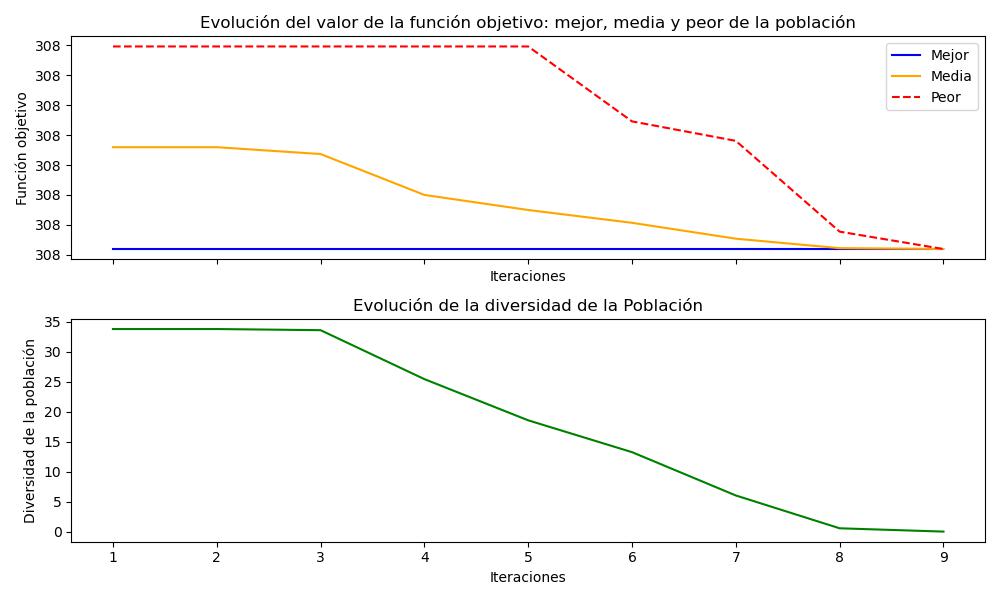 Evolución del valor de la función objetivo: mejor, media y peor de la población
308
308
308
308
308
308
308
308
Función objetivo
Mejor
Media
Peor
Iteraciones
Evolución de la diversidad de la Población
35
30
25
20
15
10
5
0
Diversidad de la población
1 2 3 4 5 6 7 8 9
Iteraciones